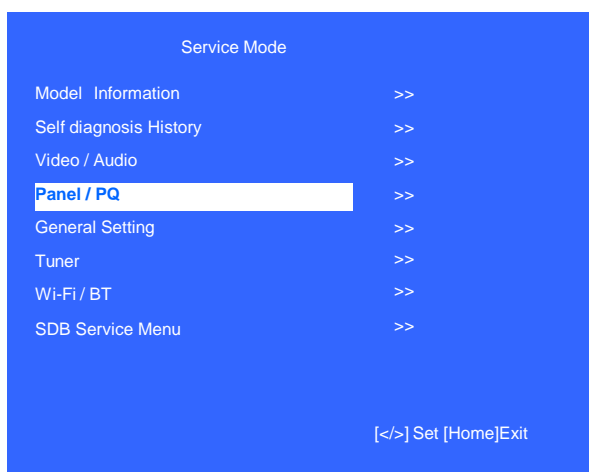 Service Mode
Model Information >>
Self diagnosis History >>
Video / Audio >>
Panel / PQ >>
General Setting >>
Tuner >>
Wi-Fi / BT >>
SDB Service Menu >>
[</>] Set [Home]Exit